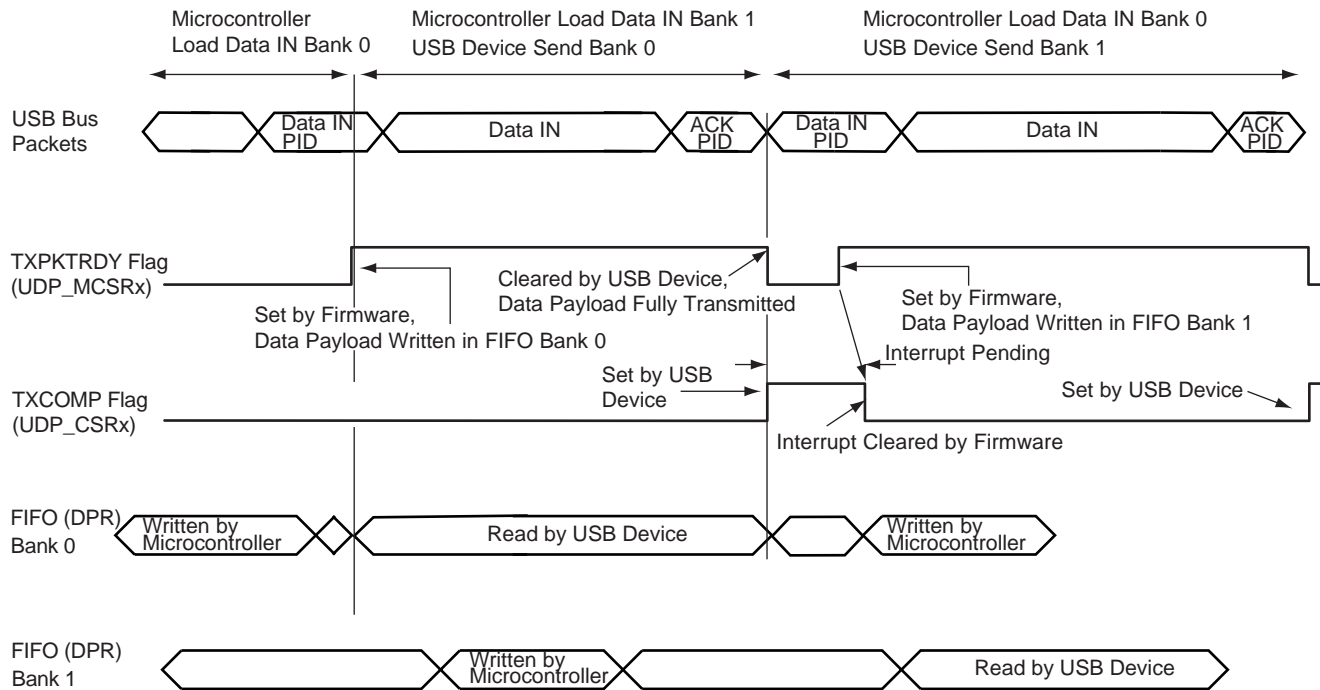 Microcontroller
Load Data IN Bank 0
Microcontroller Load Data IN Bank 1
USB Device Send Bank 0
Microcontroller Load Data IN Bank 0
USB Device Send Bank 1
USB Bus
Packets
Data IN
PID
Data IN
ACK
PID
Data IN
PID
Data IN
ACK
PID
TXPKTRDY Flag
(UDP_MCSRx)
Set by Firmware,
Data Payload Written in FIFO Bank 0
Cleared by USB Device,
Data Payload Fully Transmitted
Set by Firmware,
Data Payload Written in FIFO Bank 1
Interrupt Pending
TXCOMP Flag
(UDP_CSRx)
Set by USB
Device
Set by USB Device
Interrupt Cleared by Firmware
FIFO (DPR)
Bank 0
Written by
Microcontroller
Read by USB Device
Written by
Microcontroller
FIFO (DPR)
Bank 1
Written by
Microcontroller
Read by USB Device